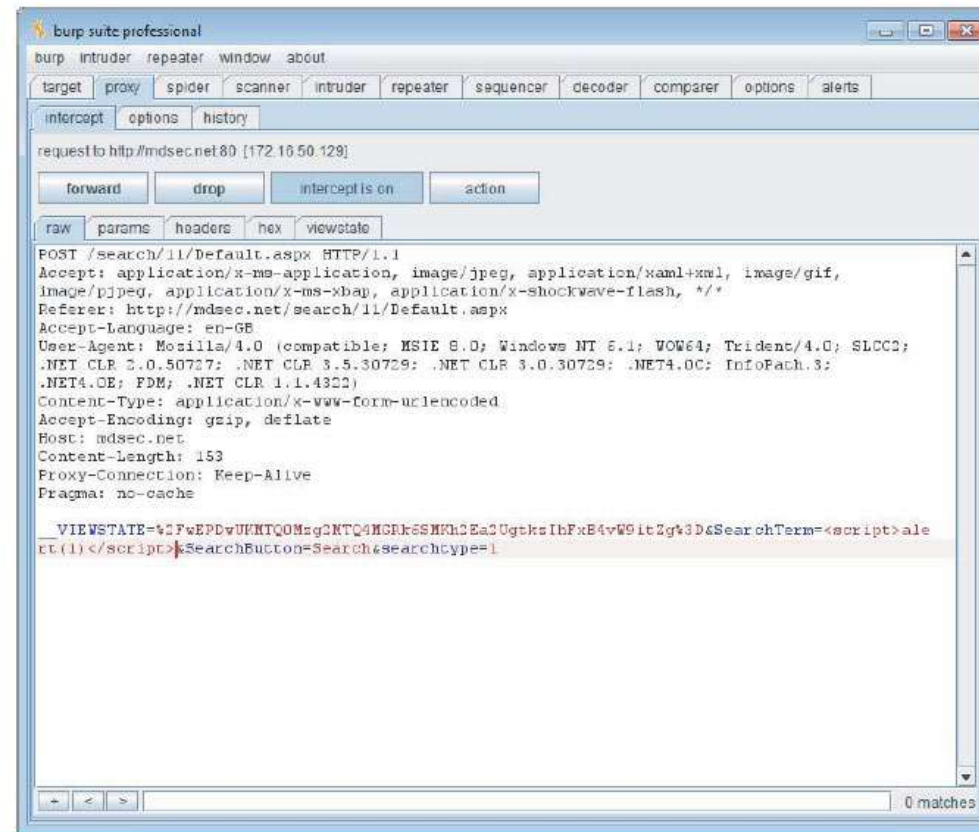 burp suite professional
burp intruder repeater window about
target proxy spider scanner intruder repeater sequencer decoder comparer options alerts
intercept options history
request to http://mdsec.net:80 [172.16.50.129]
forward drop intercept is on action
raw params headers hex viewstate
POST /search/11/Default.aspx HTTP/1.1
Accept: application/x-ms-application, image/jpeg, application/xaml+xml, image/gif,
image/pjpeg, application/x-ms-xbap, application/x-shockwave-flash, */*
Referer: http://mdsec.net/search/11/Default.aspx
Accept-Language: en-GB
User-Agent: Mozilla/4.0 (compatible; MSIE 8.0; Windows NT 6.1; WOW64; Trident/4.0; SLCC2;
.NET CLR 2.0.50727; .NET CLR 3.5.30729; .NET CLR 3.0.30729; .NET4.0C; InfoPath.3;
.NET4.0E; FDM; .NET CLR 1.1.4322)
Content-Type: application/x-www-form-urlencoded
Accept-Encoding: gzip, deflate
Host: mdsec.net
Content-Length: 153
Proxy-Connection: Keep-Alive
Pragma: no-cache
__VIEWSTATE= &SearchTerm=<script>ale
rt(1)</script>&SearchButton=Search&searchtype=1
+ < > 0 matches